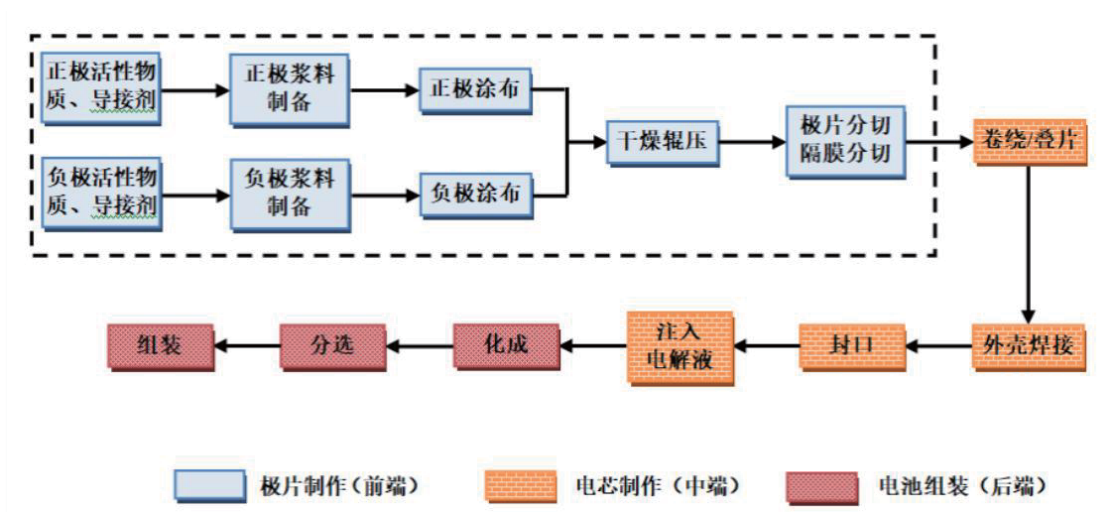 正极活性物
质、导接剂
正极浆料
制备
正极涂布
负极活性物
质、导接剂
负极浆料
制备
负极涂布
干燥辊压
极片分切
隔膜分切
卷绕/叠片
外壳焊接
封口
注入
电解液
化成
分选
组装
极片制作(前端)
电芯制作(中端)
电池组装(后端)